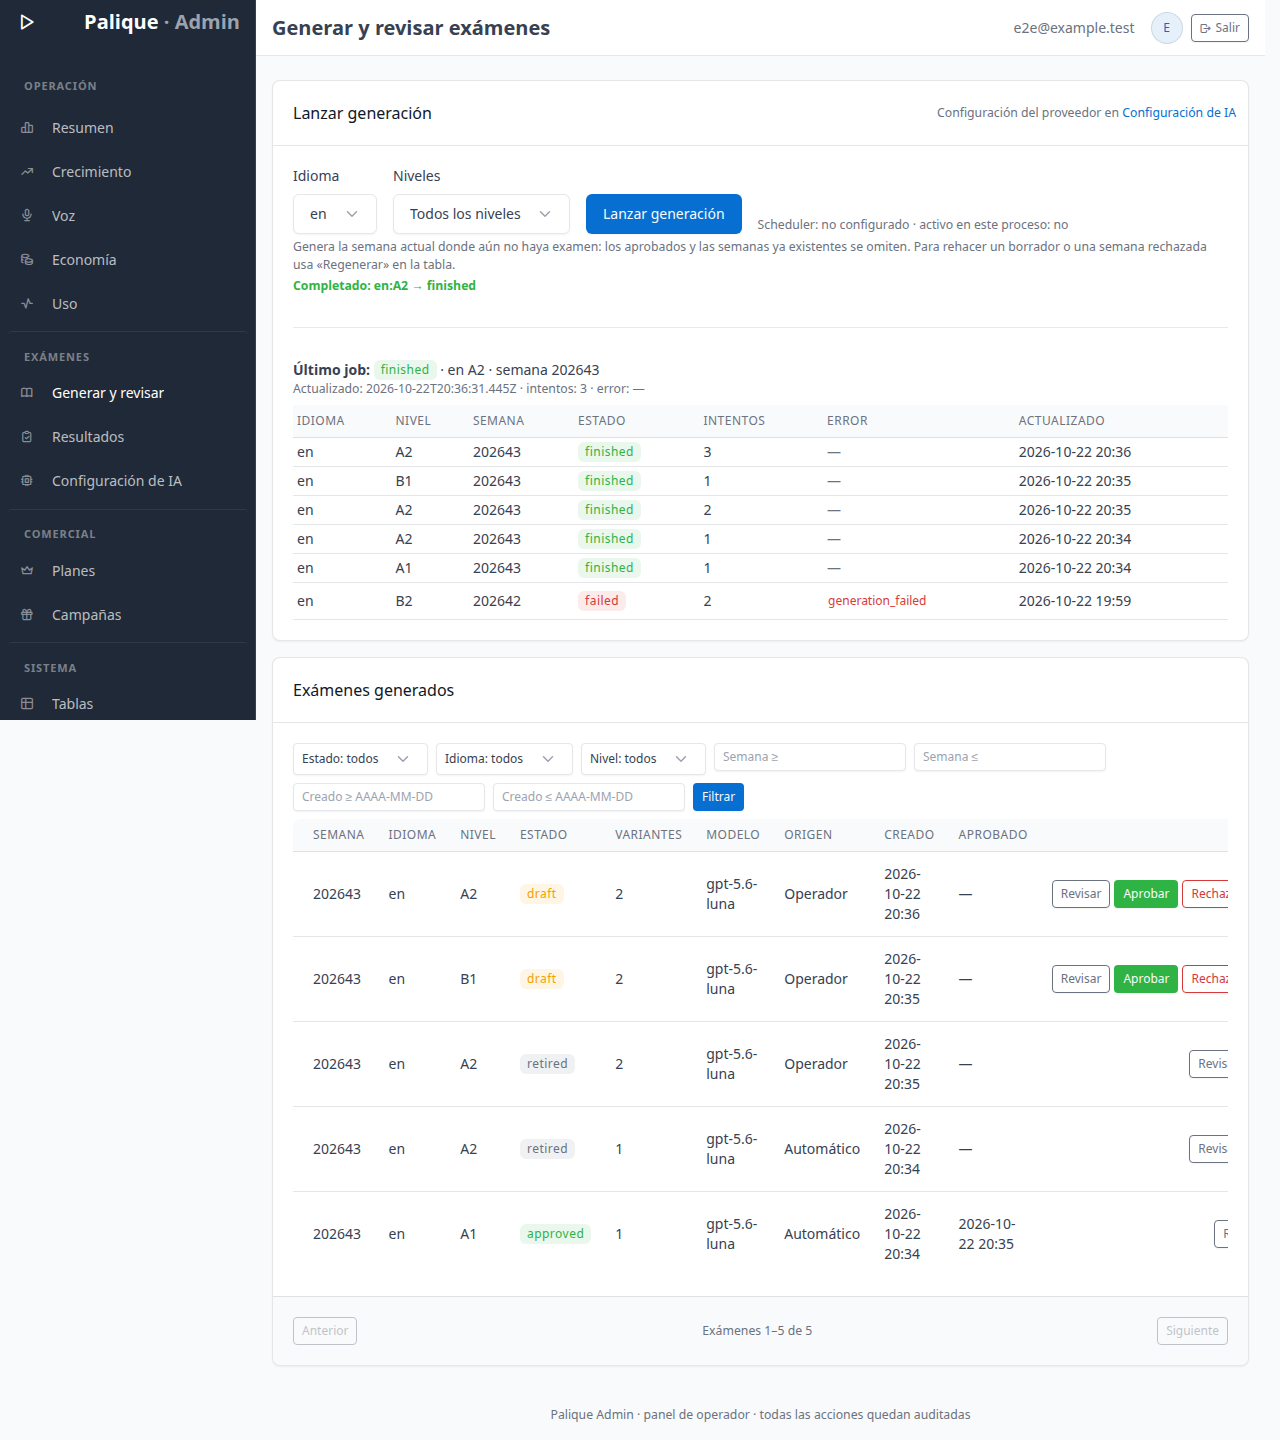 Palique · Admin
OPERACIÓN
Resumen
Crecimiento
Voz
Economía
Uso
EXÁMENES
Generar y revisar
Resultados
Configuración de IA
COMERCIAL
Planes
Campañas
SISTEMA
Tablas
Generar y revisar exámenes
e2e@example.test E Salir
Lanzar generación
Configuración del proveedor en Configuración de IA
Idioma Niveles
en Todos los niveles Lanzar generación Scheduler: no configurado · activo en este proceso: no
Genera la semana actual donde aún no haya examen: los aprobados y las semanas ya existentes se omiten. Para rehacer un borrador o una semana rechazada
usa «Regenerar» en la tabla.
Completado: en:A2 → finished
Último job: finished · en A2 · semana 202643
Actualizado: 2026-10-22T20:36:31.445Z · intentos: 3 · error: —
IDIOMA NIVEL SEMANA ESTADO INTENTOS ERROR ACTUALIZADO
en A2 202643 finished 3 — 2026-10-22 20:36
en B1 202643 finished 1 — 2026-10-22 20:35
en A2 202643 finished 2 — 2026-10-22 20:35
en A2 202643 finished 1 — 2026-10-22 20:34
en A1 202643 finished 1 — 2026-10-22 20:34
en B2 202642 failed 2 generation_failed 2026-10-22 19:59
Exámenes generados
Estado: todos Idioma: todos Nivel: todos Semana ≥ Semana ≤
Creado ≥ AAAA-MM-DD Creado ≤ AAAA-MM-DD Filtrar
SEMANA IDIOMA NIVEL ESTADO VARIANTES MODELO ORIGEN CREADO APROBADO
202643 en A2 draft 2 gpt-5.6-luna Operador 2026-10-22 20:36 — Revisar Aprobar Rechaz
202643 en B1 draft 2 gpt-5.6-luna Operador 2026-10-22 20:35 — Revisar Aprobar Rechaz
202643 en A2 retired 2 gpt-5.6-luna Operador 2026-10-22 20:35 — Revis
202643 en A2 retired 1 gpt-5.6-luna Automático 2026-10-22 20:34 — Revis
202643 en A1 approved 1 gpt-5.6-luna Automático 2026-10-22 20:34 2026-10-22 20:35 R
Anterior Exámenes 1–5 de 5 Siguiente
Palique Admin · panel de operador · todas las acciones quedan auditadas